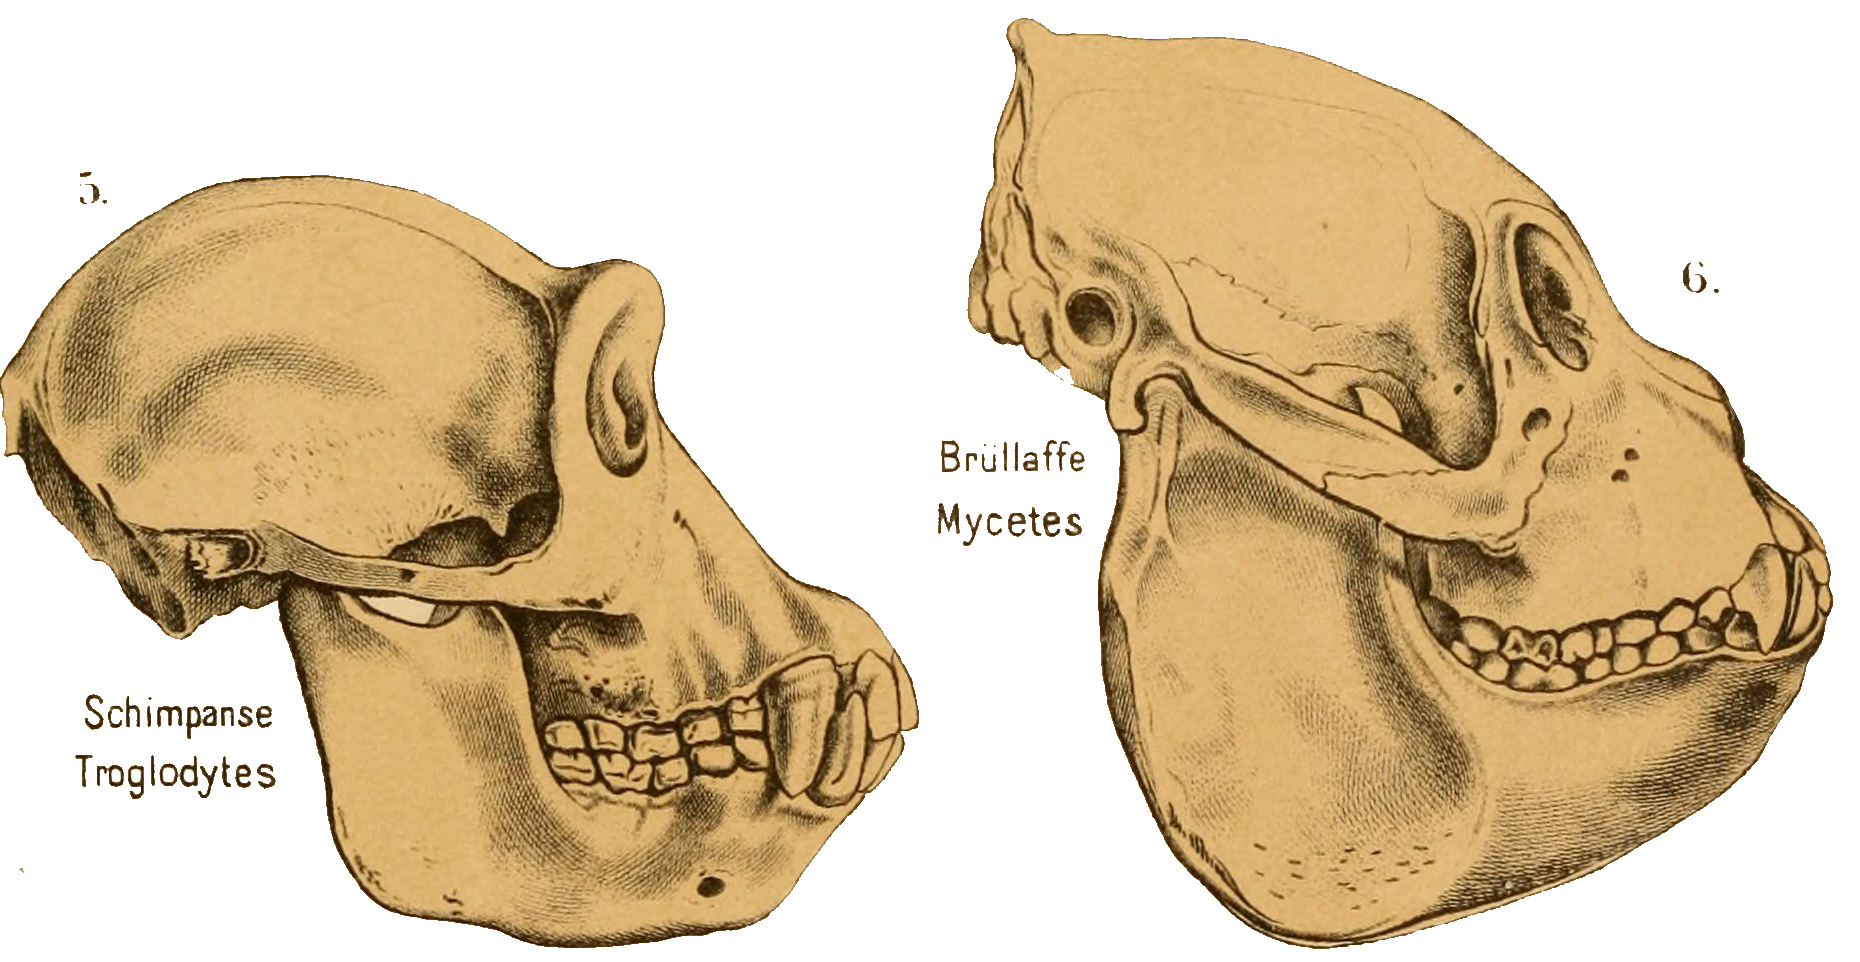 5.
Schimpanse
Troglodytes
6.
Brüllaffe
Mycetes